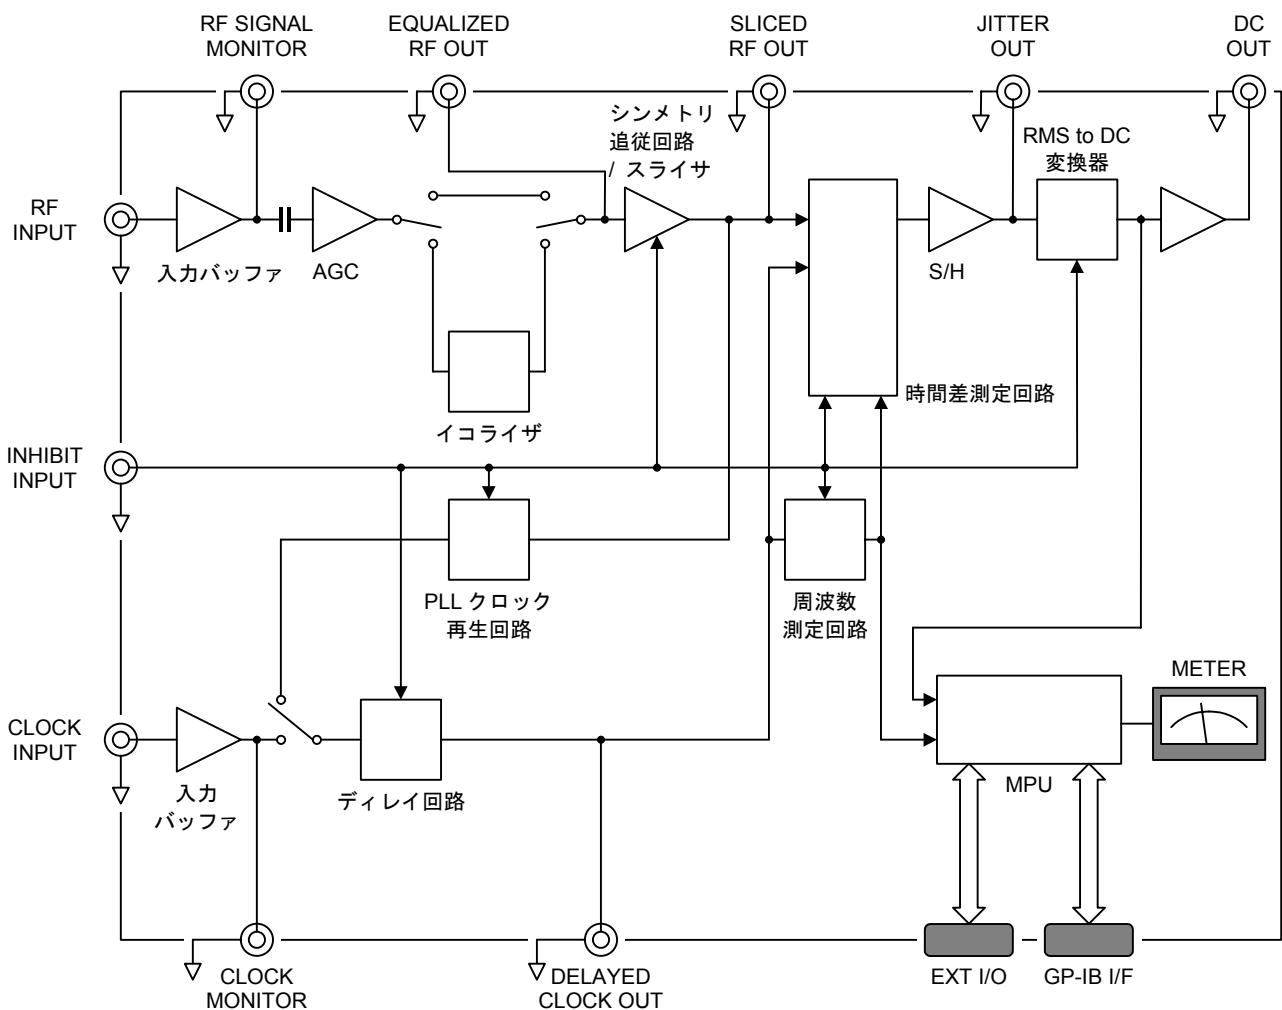 RF SIGNAL
MONITOR
EQUALIZED
RF OUT
SLICED
RF OUT
JITTER
OUT
DC
OUT
シンメトリ
追従回路
/ スライサ
RMS to DC
変換器
RF
INPUT
入力バッファ
AGC
S/H
時間差測定回路
イコライザ
INHIBIT
INPUT
PLL クロック
再生回路
周波数
測定回路
METER
CLOCK
INPUT
入力
バッファ
ディレイ回路
MPU
CLOCK
MONITOR
DELAYED
CLOCK OUT
EXT I/O
GP-IB I/F